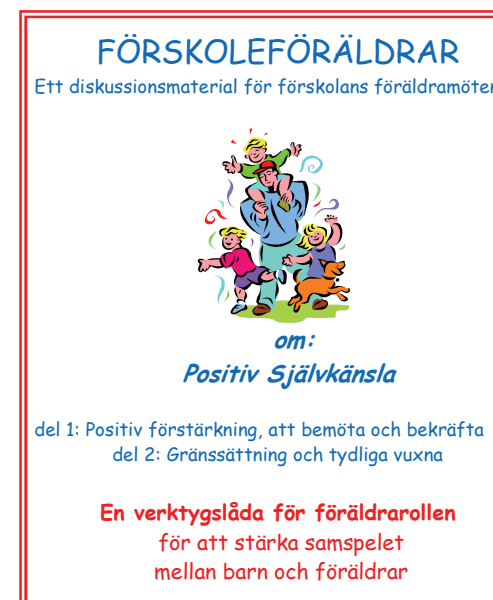 FÖRSKOLEFÖRÄLDRAR
Ett diskussionsmaterial för förskolans föräldramöten
om:
Positiv Självkänsla
del 1: Positiv förstärkning, att bemöta och bekräfta
del 2: Gränssättning och tydliga vuxna
En verktygslåda för föräldrarollen
för att stärka samspelet
mellan barn och föräldrar